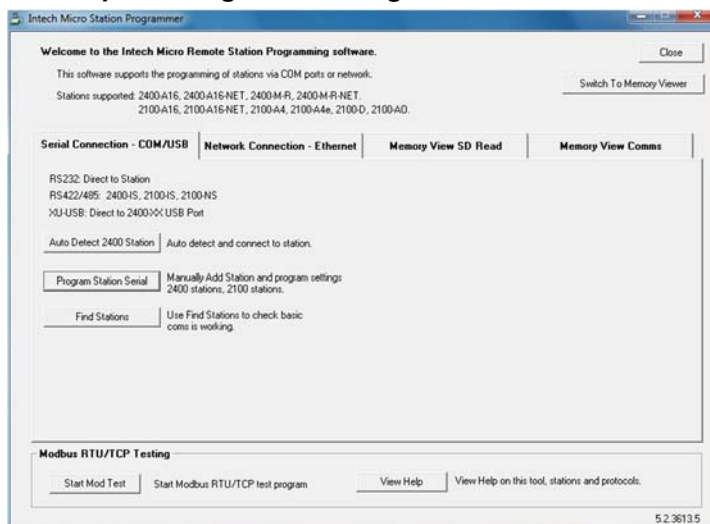 Intech Micro Station Programmer
Welcome to the Intech Micro Remote Station Programming software.
Close
This software supports the programming of stations via COM ports or network.
Switch To Memory Viewer
Stations supported: 2400-A16, 2400-A16-NET, 2400-M-R, 2400-M-R-NET.
2100-A16, 2100-A16-NET, 2100-A4, 2100-A4e, 2100-D, 2100-AO.
Serial Connection - COM/USB
Network Connection - Ethernet
Memory View SD Read
Memory View Comms
RS232: Direct to Station
RS422/485: 2400-IS, 2100-IS, 2100-NS
XU-USB: Direct to 2400-XX USB Port
Auto Detect 2400 Station
Auto detect and connect to station.
Program Station Serial
Manually Add Station and program settings
2400 stations, 2100 stations.
Find Stations
Use Find Stations to check basic
coms is working.
Modbus RTU/TCP Testing
Start Mod Test
Start Modbus RTU/TCP test program
View Help
View Help on this tool, stations and protocols.
5.2.3613.5